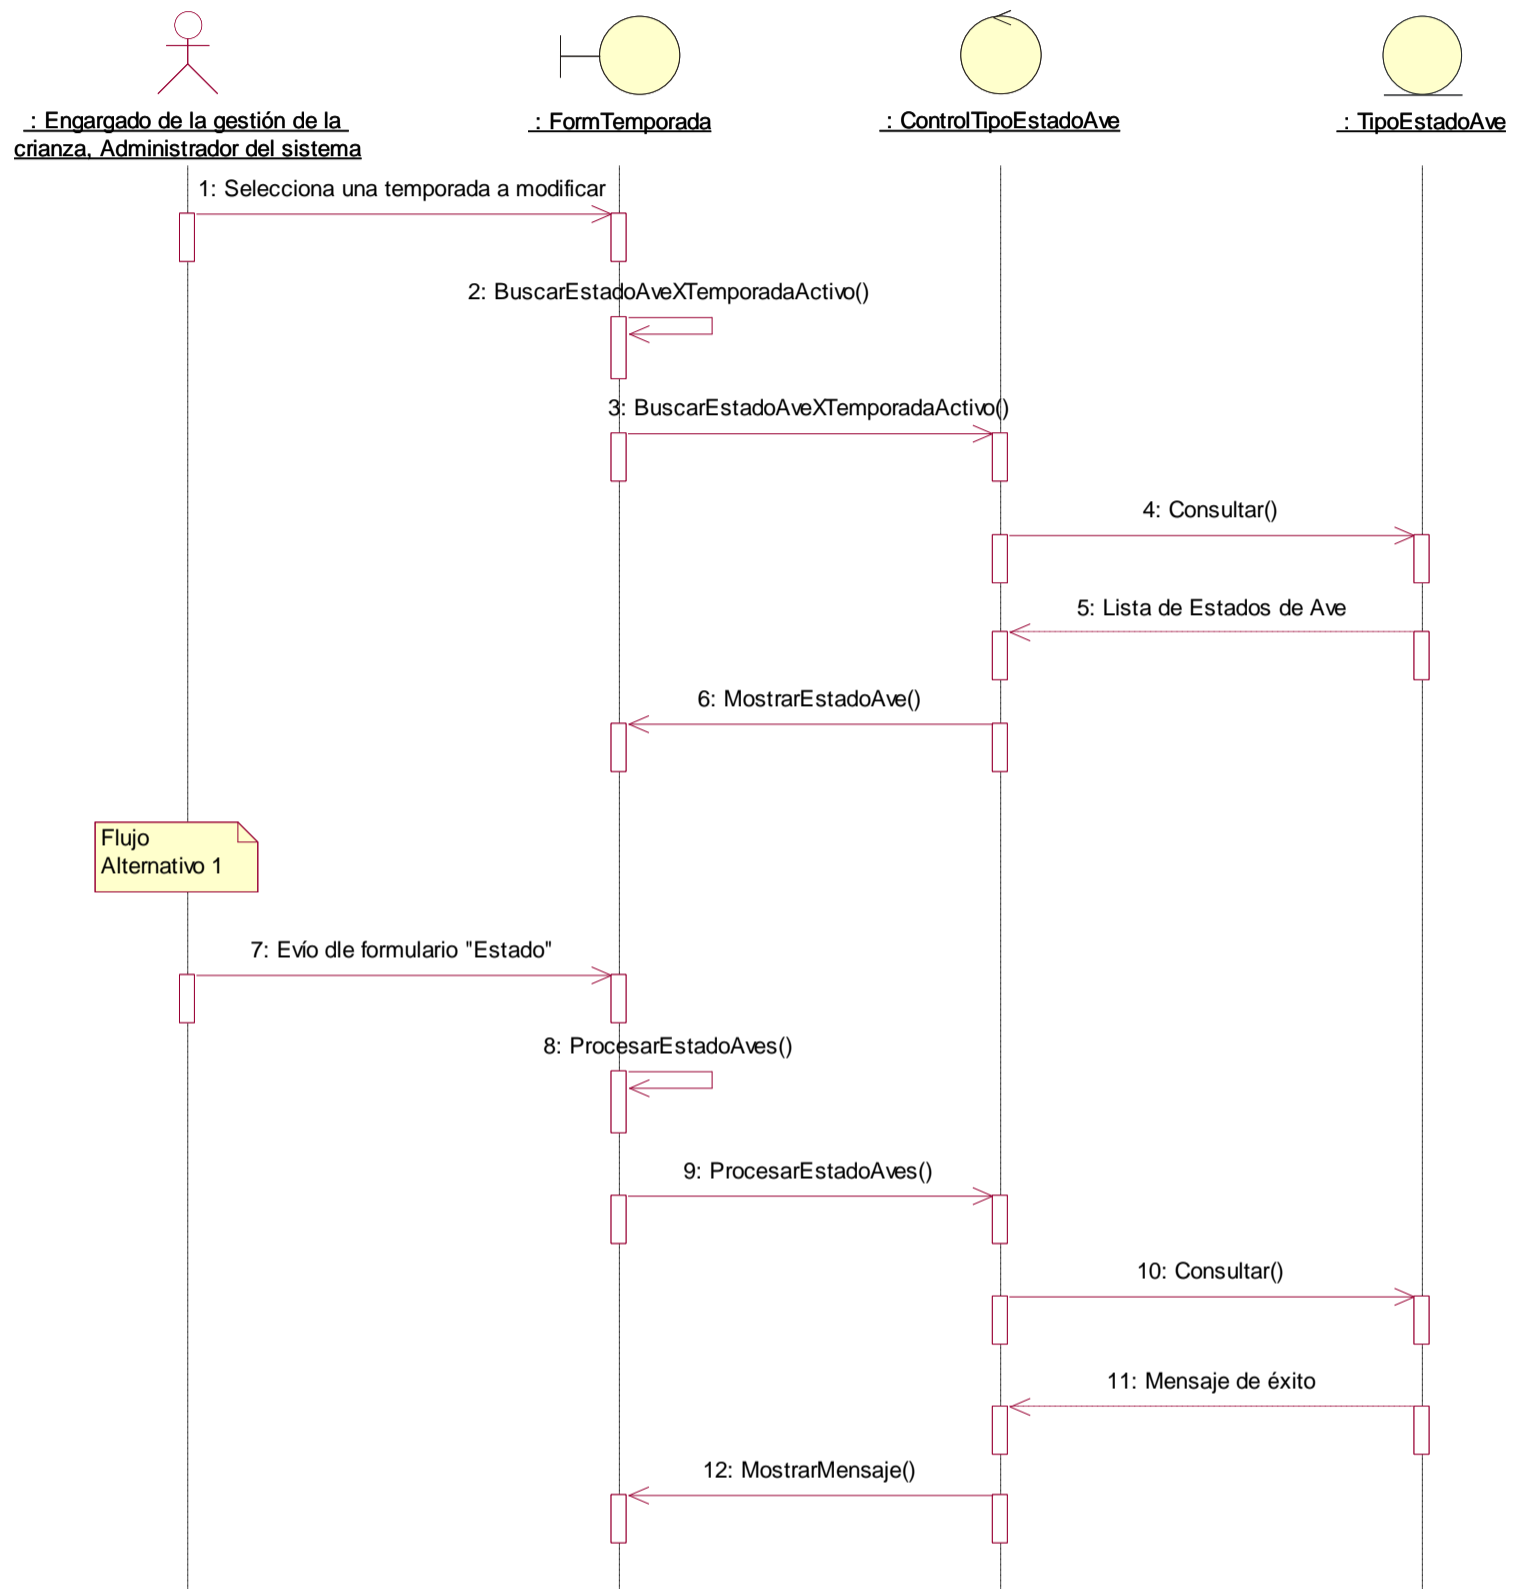 : Engargado de la gestión de la
crianza, Administrador del sistema
: FormTemporada
: ControlTipoEstadoAve
: TipoEstadoAve
1: Selecciona una temporada a modificar
2: BuscarEstadoAveXTemporadaActivo()
3: BuscarEstadoAveXTemporadaActivo()
4: Consultar()
5: Lista de Estados de Ave
6: MostrarEstadoAve()
Flujo
Alternativo 1
7: Evío dle formulario "Estado"
8: ProcesarEstadoAves()
9: ProcesarEstadoAves()
10: Consultar()
11: Mensaje de éxito
12: MostrarMensaje()